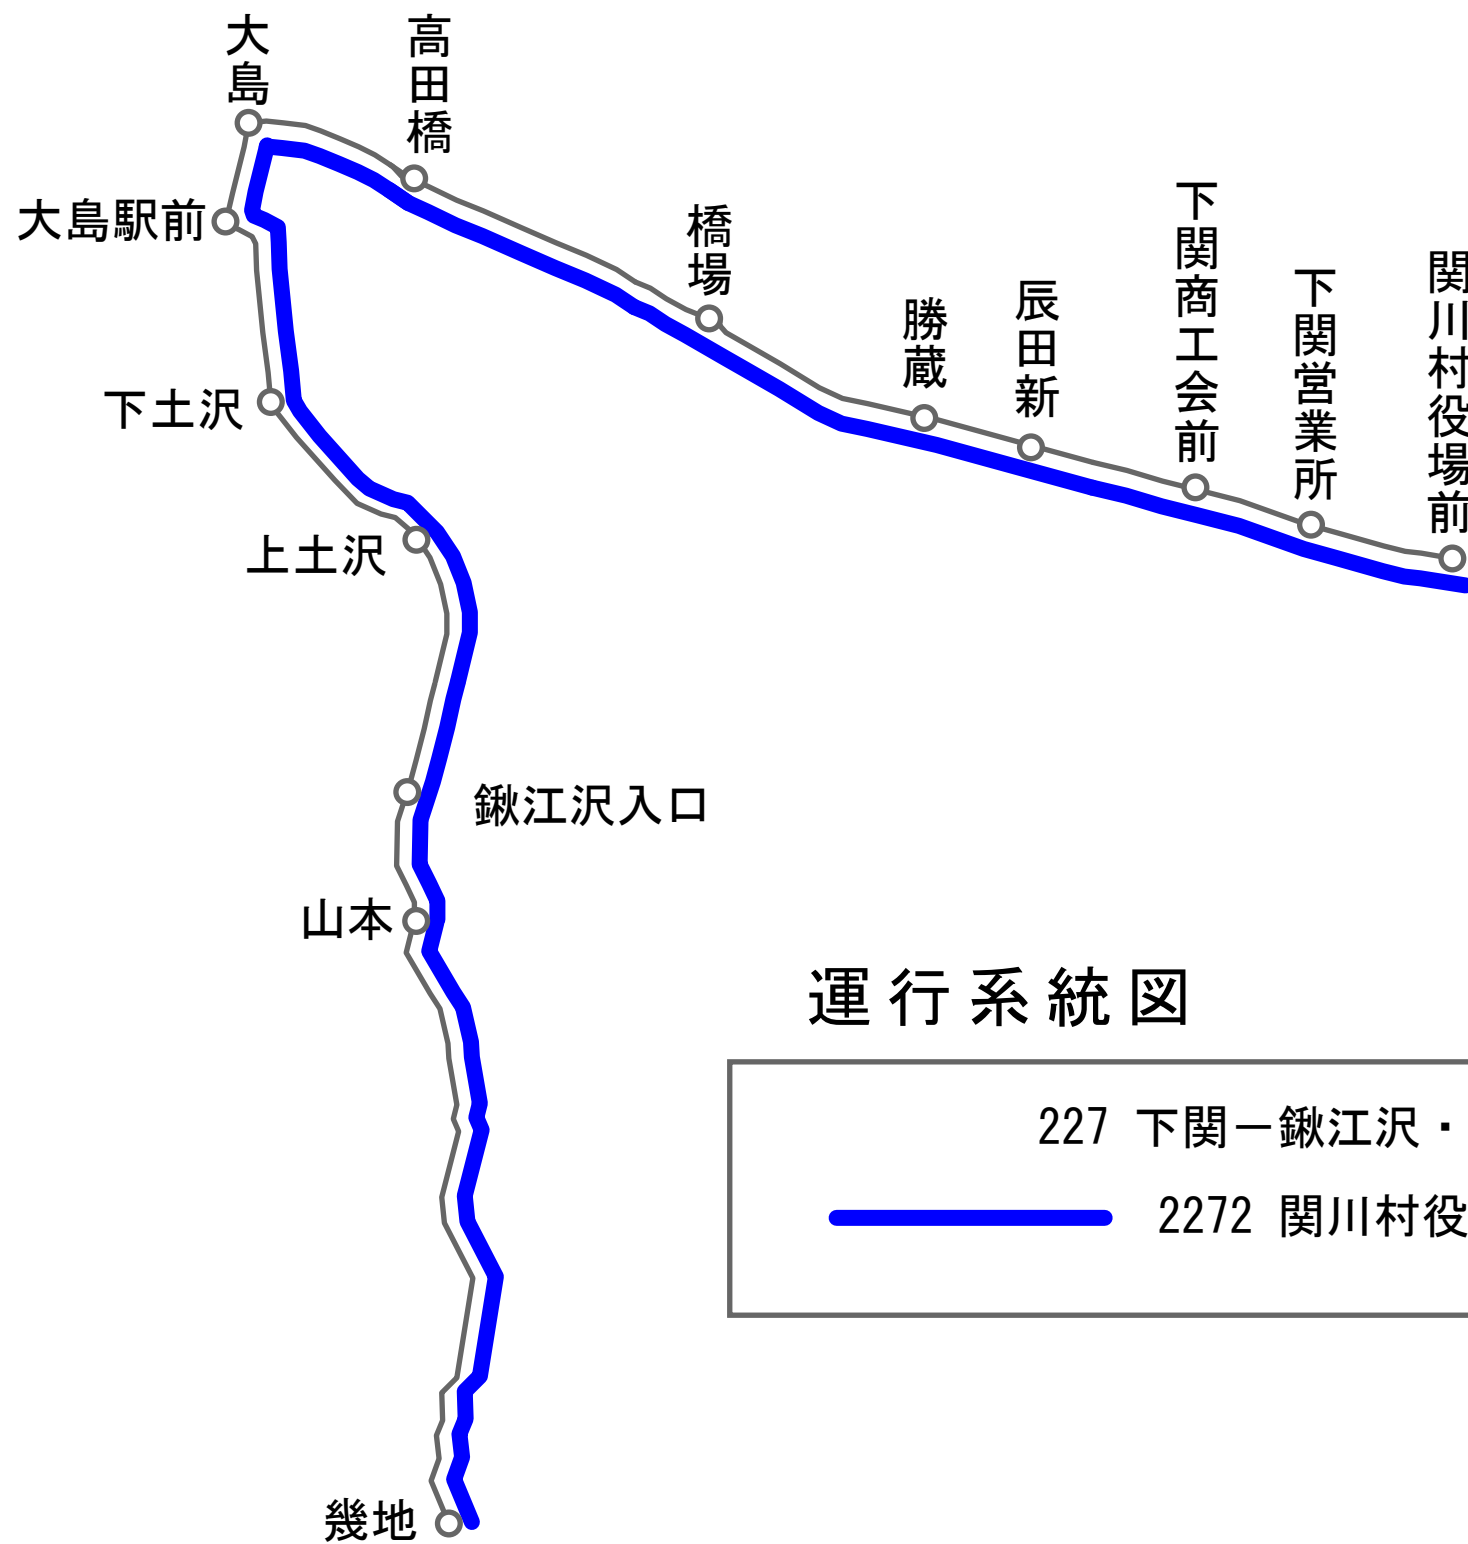 大島
高田橋
大島駅前
橋場
勝蔵
辰田新
下関商工会前
下関営業所
関川村役場前
下土沢
上土沢
鍬江沢入口
山本
幾地
運行系統図
227 下関－鍬江沢・
2272 関川村役